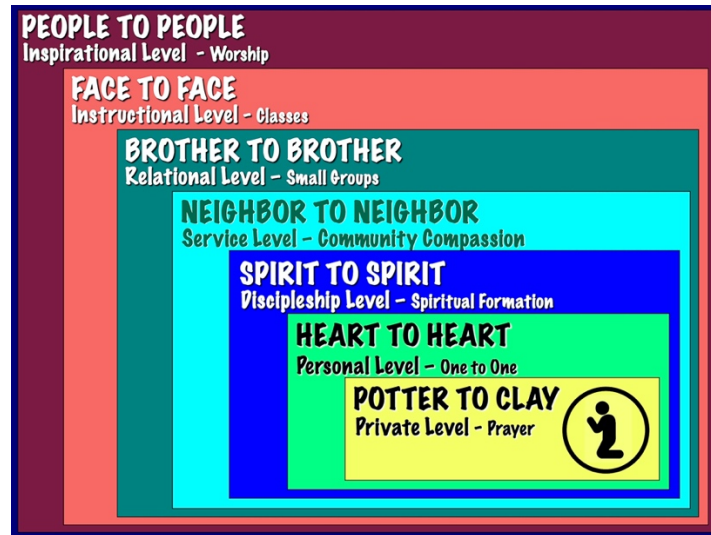 PEOPLE TO PEOPLE
Inspirational Level - Worship
FACE TO FACE
Instructional Level - Classes
BROTHER TO BROTHER
Relational Level – Small Groups
NEIGHBOR TO NEIGHBOR
Service Level – Community Compassion
SPIRIT TO SPIRIT
Discipleship Level – Spiritual Formation
HEART TO HEART
Personal Level – One to One
POTTER TO CLAY
Private Level - Prayer